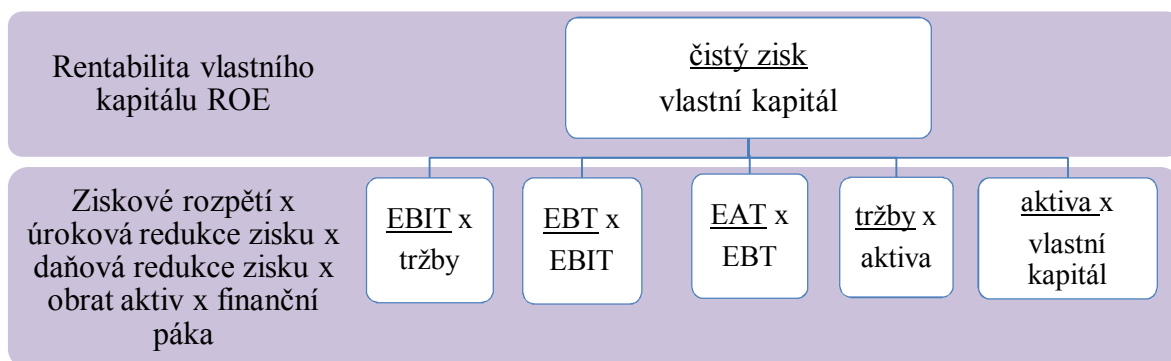 Rentabilita vlastního
kapitálu ROE
čistý zisk
vlastní kapitál
Ziskové rozpětí x
úroková redukce zisku x
daňová redukce zisku x
obrat aktiv x finanční
páka
EBIT x
tržby
EBT x
EBIT
EAT x
EBT
tržby x
aktiva
aktiva x
vlastní
kapitál